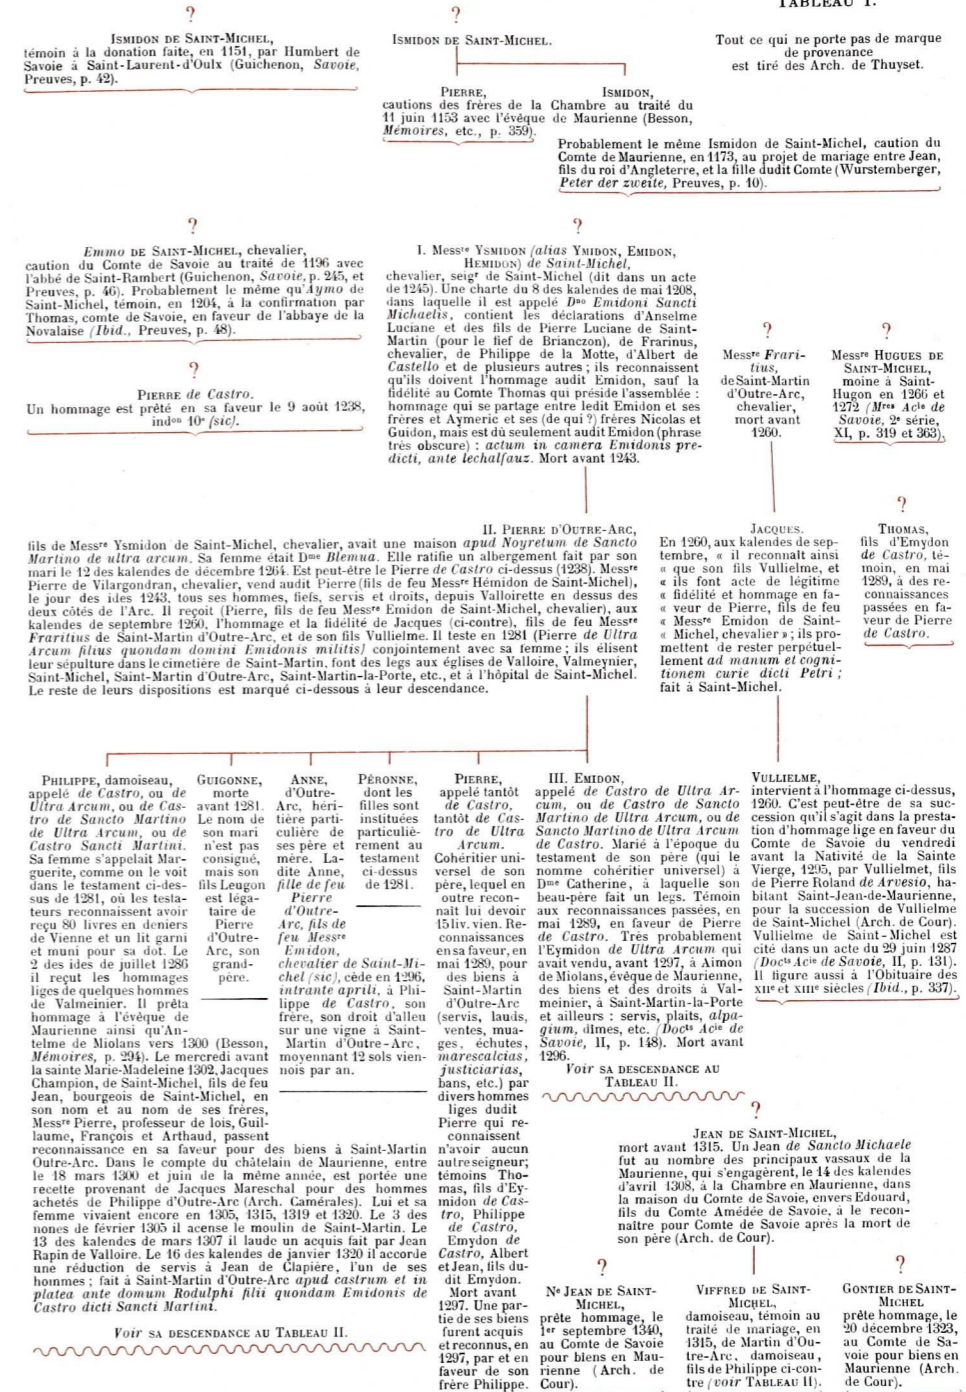 TABLEAU I.
?
ISMIDON DE SAINT-MICHEL,
témoin à la donation faite, en 1151, par Humbert de
Savoie à Saint-Laurent-d'Oulx (Guichenon, Savoie,
Preuves, p. 42).
?
ISMIDON DE SAINT-MICHEL.
Tout ce qui ne porte pas de marque
de provenance
est tiré des Arch. de Thuyset.
PIERRE, ISMIDON,
cautions des frères de la Chambre au traité du
11 juin 1153 avec l'évêque de Maurienne (Besson,
Mémoires, etc., p. 359).
Probablement le même Ismidon de Saint-Michel, caution du
Comte de Maurienne, en 1173, au projet de mariage entre Jean,
fils du roi d'Angleterre, et la fille dudit Comte (Wurstemberger,
Peter der zweite, Preuves, p. 10).
?
Emmo DE SAINT-MICHEL, chevalier,
caution du Comte de Savoie au traité de 1196 avec
l'abbé de Saint-Rambert (Guichenon, Savoie, p. 245, et
Preuves, p. 46). Probablement le même qu'Aymo de
Saint-Michel, témoin, en 1204, à la confirmation par
Thomas, comte de Savoie, en faveur de l'abbaye de la
Novalaise (Ibid., Preuves, p. 48).
?
PIERRE de Castro.
Un hommage est prêté en sa faveur le 9 août 1238,
indon 10e (sic).
?
I. Messre YSMIDON (alias YMIDON, EMIDON,
HEMIDON) de Saint-Michel,
chevalier, seigr de Saint-Michel (dit dans un acte
de 1245). Une charte du 8 des kalendes de mai 1208,
dans laquelle il est appelé Dno Emidoni Sancti
Michaelis, contient les déclarations d'Anselme
Luciane et des fils de Pierre Luciane de Saint-
Martin (pour le fief de Brianczon), de Frarinus,
chevalier, de Philippe de la Motte, d'Albert de
Castello et de plusieurs autres ; ils reconnaissent
qu'ils doivent l'hommage audit Emidon, sauf la
fidélité au Comte Thomas qui préside l'assemblée :
hommage qui se partage entre ledit Emidon et ses
frères et Aymeric et ses (de qui ?) frères Nicolas et
Guidon, mais est dû seulement audit Emidon (phrase
très obscure) : actum in camera Emidonis pre-
dicti, ante lechalfauz. Mort avant 1243.
?
Messre Frari-
tius,
de Saint-Martin
d'Outre-Arc,
chevalier,
mort avant
1260.
?
Messre HUGUES DE
SAINT-MICHEL,
moine à Saint-
Hugon en 1266 et
1272 (Mres Acie de
Savoie, 2e série,
XI, p. 319 et 363).
II. PIERRE D'OUTRE-ARC,
fils de Messre Ysmidon de Saint-Michel, chevalier, avait une maison apud Noyretum de Sancto
Martino de ultra arcum. Sa femme était Dme Blemua. Elle ratifie un albergement fait par son
mari le 12 des kalendes de décembre 1264. Est peut-être le Pierre de Castro ci-dessus (1238). Messre
Pierre de Vilargondran, chevalier, vend audit Pierre (fils de feu Messre Hémidon de Saint-Michel),
le jour des ides 1243, tous ses hommes, fiefs, servis et droits, depuis Valloirette en dessus des
deux côtés de l'Arc. Il reçoit (Pierre, fils de feu Messre Emidon de Saint-Michel, chevalier), aux
kalendes de septembre 1260, l'hommage et la fidélité de Jacques (ci-contre), fils de feu Messre
Fraritius de Saint-Martin d'Outre-Arc, et de son fils Vullielme. Il teste en 1281 (Pierre de Ultra
Arcum filius quondam domini Emidonis militis) conjointement avec sa femme ; ils élisent
leur sépulture dans le cimetière de Saint-Martin, font des legs aux églises de Valloire, Valmeynier,
Saint-Michel, Saint-Martin d'Outre-Arc, Saint-Martin-la-Porte, etc., et à l'hôpital de Saint-Michel.
Le reste de leurs dispositions est marqué ci-dessous à leur descendance.
JACQUES.
En 1260, aux kalendes de sep-
tembre, « il reconnaît ainsi
« que son fils Vullielme, et
« ils font acte de légitime
« fidélité et hommage en fa-
« veur de Pierre, fils de feu
« Messre Emidon de Saint-
« Michel, chevalier » ; ils pro-
mettent de rester perpétuel-
lement ad manum et cogni-
tionem curie dicti Petri ;
fait à Saint-Michel.
?
THOMAS,
fils d'Emydon
de Castro, té-
moin, en mai
1289, à des re-
connaissances
passées en fa-
veur de Pierre
de Castro.
PHILIPPE, damoiseau,
appelé de Castro, ou de
Ultra Arcum, ou de Cas-
tro de Sancto Martino
de Ultra Arcum, ou de
Castro Sancti Martini.
Sa femme s'appelait Mar-
guerite, comme on le voit
dans le testament ci-des-
sus de 1281, où les testa-
teurs reconnaissent avoir
reçu 80 livres en deniers
de Vienne et un lit garni
et muni pour sa dot. Le
2 des ides de juillet 1286
il reçut les hommages
liges de quelques hommes
de Valmeinier. Il prêta
hommage à l'évêque de
Maurienne ainsi qu'An-
telme de Miolans vers 1300 (Besson,
Mémoires, p. 294). Le mercredi avant
la sainte Marie-Madeleine 1302, Jacques
Champion, de Saint-Michel, fils de feu
Jean, bourgeois de Saint-Michel, en
son nom et au nom de ses frères,
Messre Pierre, professeur de lois, Guil-
laume, François et Arthaud, passent
reconnaissance en sa faveur pour des biens à Saint-Martin
Outre-Arc. Dans le compte du châtelain de Maurienne, entre
le 18 mars 1300 et juin de la même année, est portée une
recette provenant de Jacques Mareschal pour des hommes
achetés de Philippe d'Outre-Arc (Arch. Camérales). Lui et sa
femme vivaient encore en 1305, 1315, 1319 et 1320. Le 3 des
nones de février 1305 il acense le moulin de Saint-Martin. Le
13 des kalendes de mars 1307 il laude un acquis fait par Jean
Rapin de Valloire. Le 16 des kalendes de janvier 1320 il accorde
une réduction de servis à Jean de Clapière, l'un de ses
hommes ; fait à Saint-Martin d'Outre-Arc apud castrum et in
platea ante domum Rodulphi filii quondam Emidonis de
Castro dicti Sancti Martini.
Voir SA DESCENDANCE AU TABLEAU II.
GUIGONNE,
morte
avant 1281.
Le nom de
son mari
n'est pas
consigné,
mais son
fils Leugon
est léga-
taire de
Pierre
d'Outre-
Arc, son
grand-
père.
ANNE,
d'Outre-
Arc, héri-
tière parti-
culière de
ses père et
mère. La-
dite Anne,
fille de feu
Pierre
d'Outre-
Arc, fils de
feu Messre
Emidon,
chevalier de Saint-Mi-
chel (sic), cède en 1296,
intrante aprili, à Phi-
lippe de Castro, son
frère, son droit d'alleu
sur une vigne à Saint-
Martin d'Outre-Arc,
moyennant 12 sols vien-
nois par an.
PÉRONNE,
dont les
filles sont
instituées
particuliè-
rement au
testament
ci-dessus
de 1281.
PIERRE,
appelé tantôt
de Castro,
tantôt de Cas-
tro de Ultra
Arcum.
Cohéritier uni-
versel de son
père, lequel en
outre recon-
naît lui devoir
15 liv. vien. Re-
connaissances
en sa faveur, en
mai 1289, pour
des biens à
Saint-Martin
d'Outre-Arc
(servis, lauds,
ventes, mua-
ges, échutes,
marescalcias,
justiciarias,
bans, etc.) par
divers hommes
liges dudit
Pierre qui re-
connaissent
n'avoir aucun
autre seigneur;
témoins Tho-
mas, fils d'Ey-
midon de Cas-
tro, Philippe
de Castro,
Emydon de
Castro, Albert
et Jean, fils du-
dit Emydon.
Mort avant
1297. Une par-
tie de ses biens
furent acquis
et reconnus, en
1297, par et en
faveur de son
frère Philippe.
III. EMIDON,
appelé de Castro de Ultra Ar-
cum, ou de Castro de Sancto
Martino de Ultra Arcum, ou de
Sancto Martino de Ultra Arcum
de Castro. Marié à l'époque du
testament de son père (qui le
nomme cohéritier universel) à
Dme Catherine, à laquelle son
beau-père fait un legs. Témoin
aux reconnaissances passées, en
mai 1289, en faveur de Pierre
de Castro. Très probablement
l'Eymidon de Ultra Arcum qui
avait vendu, avant 1297, à Aimon
de Miolans, évêque de Maurienne,
des biens et des droits à Val-
meinier, à Saint-Martin-la-Porte
et ailleurs : servis, plaits, alpa-
gium, dîmes, etc. (Docts Acie de
Savoie, II, p. 148). Mort avant
1296.
Voir SA DESCENDANCE AU
TABLEAU II.
VULLIELME,
intervient à l'hommage ci-dessus,
1260. C'est peut-être de sa suc-
cession qu'il s'agit dans la presta-
tion d'hommage lige en faveur du
Comte de Savoie du vendredi
avant la Nativité de la Sainte
Vierge, 1295, par Vullielmet, fils
de Pierre Roland de Arvesio, ha-
bitant Saint-Jean-de-Maurienne,
pour la succession de Vullielme
de Saint-Michel (Arch. de Cour).
Vullielme de Saint-Michel est
cité dans un acte du 29 juin 1287
(Docts Acie de Savoie, II, p. 131).
Il figure aussi à l'Obituaire des
XIIe et XIIIe siècles (Ibid., p. 337).
?
JEAN DE SAINT-MICHEL,
mort avant 1315. Un Jean de Sancto Michaele
fut au nombre des principaux vassaux de la
Maurienne, qui s'engagèrent, le 14 des kalendes
d'avril 1308, à la Chambre en Maurienne, dans
la maison du Comte de Savoie, envers Edouard,
fils du Comte Amédée de Savoie, à le recon-
naître pour Comte de Savoie après la mort de
son père (Arch. de Cour).
?
Ne JEAN DE SAINT-
MICHEL,
prête hommage, le
1er septembre 1340,
au Comte de Savoie
pour biens en Mau-
rienne (Arch. de
Cour).
VIFFRED DE SAINT-
MICHEL,
damoiseau, témoin au
traité de mariage, en
1315, de Martin d'Ou-
tre-Arc, damoiseau,
fils de Philippe ci-con-
tre (voir TABLEAU II).
?
GONTIER DE SAINT-
MICHEL
prête hommage, le
20 décembre 1323,
au Comte de Sa-
voie pour biens en
Maurienne (Arch.
de Cour).